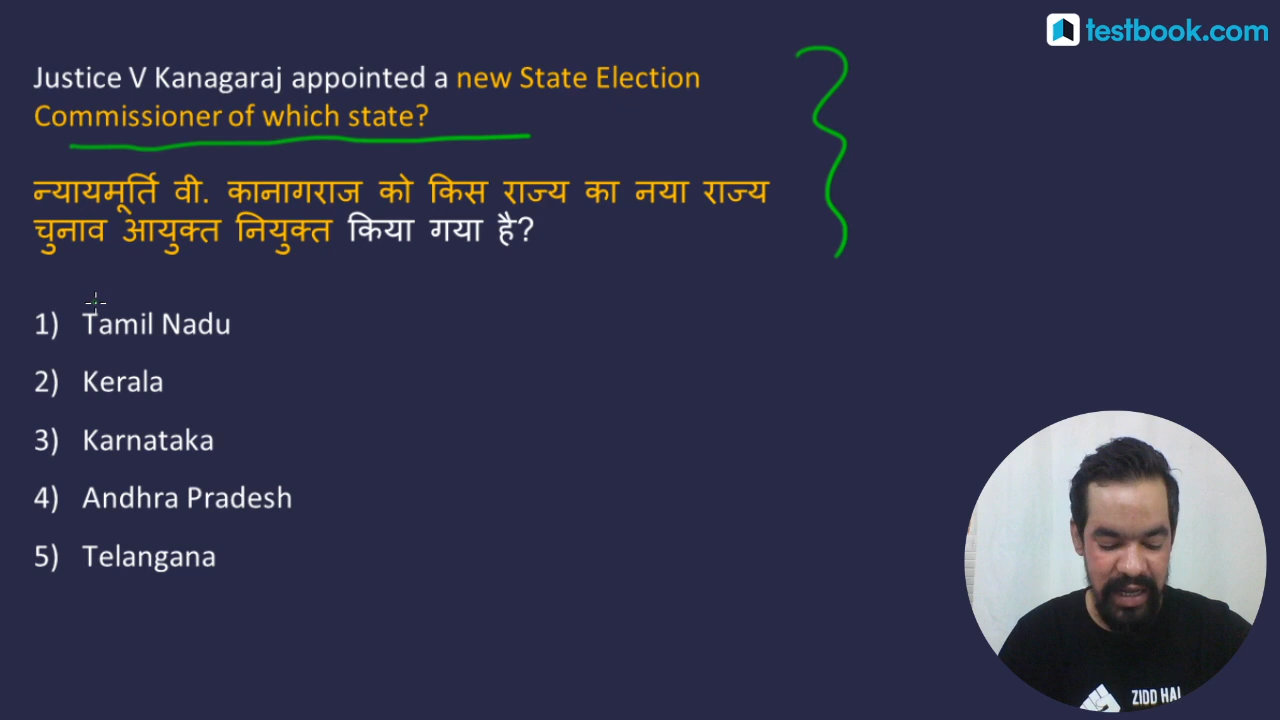 testbook.com
Justice V Kanagaraj appointed a new State Election
Commissioner of which state?
न्यायमूर्ति वी. कानागराज को किस राज्य का नया राज्य
चुनाव आयुक्त नियुक्त किया गया है?
1) Tamil Nadu
2) Kerala
3) Karnataka
4) Andhra Pradesh
5) Telangana
ZIDD HAI